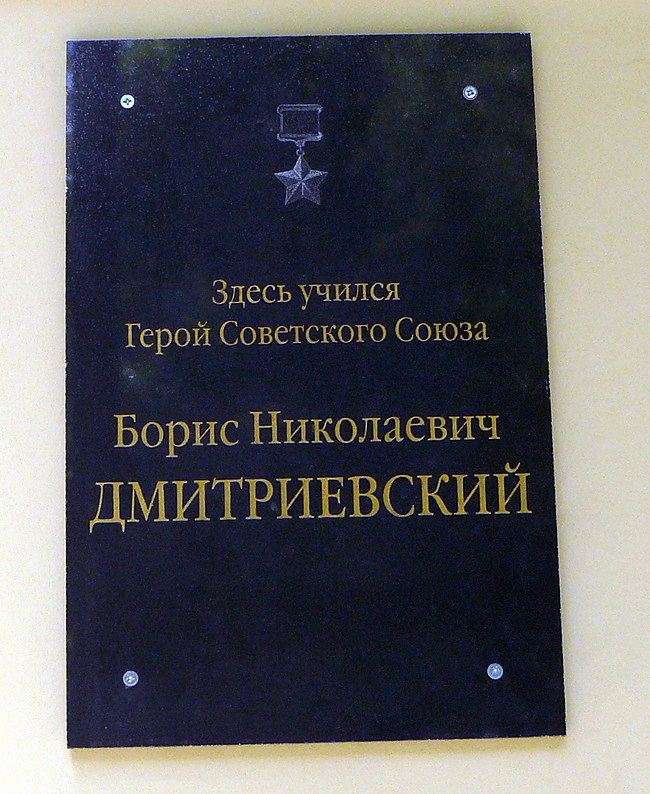 Здесь учился
Герой Советского Союза
Борис Николаевич
ДМИТРИЕВСКИЙ